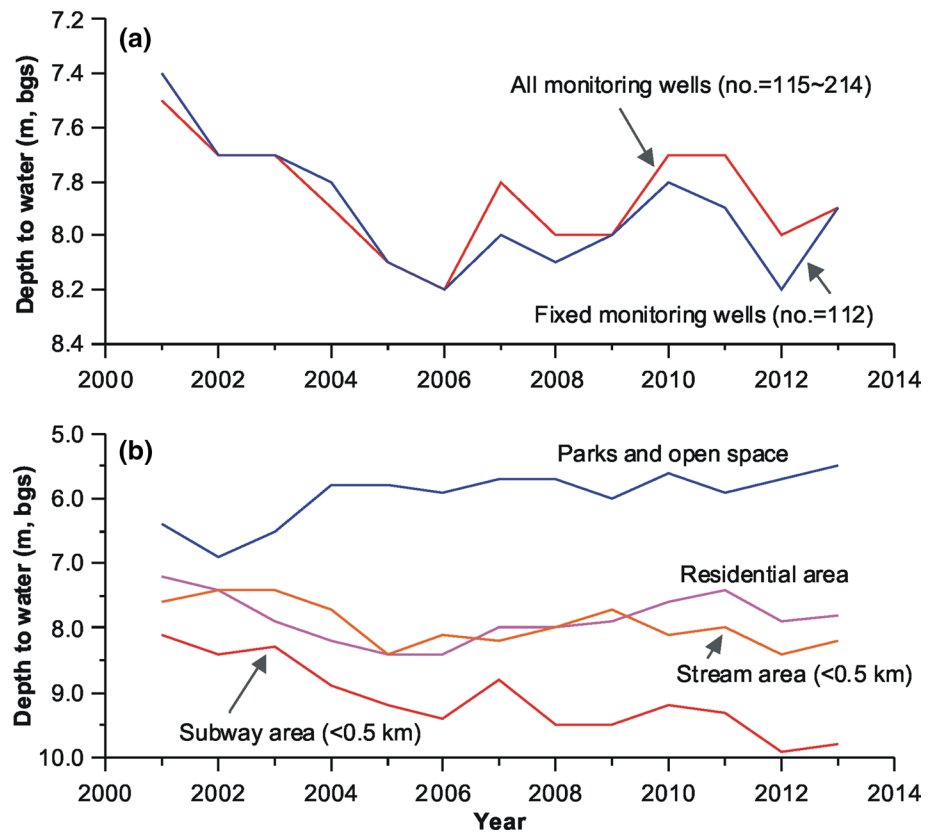 (a)
Depth to water (m, bgs)
7.2
7.4
7.6
7.8
8.0
8.2
8.4
All monitoring wells (no.=115~214)
Fixed monitoring wells (no.=112)
2000 2002 2004 2006 2008 2010 2012 2014
(b)
Depth to water (m, bgs)
5.0
6.0
7.0
8.0
9.0
10.0
Parks and open space
Residential area
Stream area (<0.5 km)
Subway area (<0.5 km)
2000 2002 2004 2006 2008 2010 2012 2014
Year